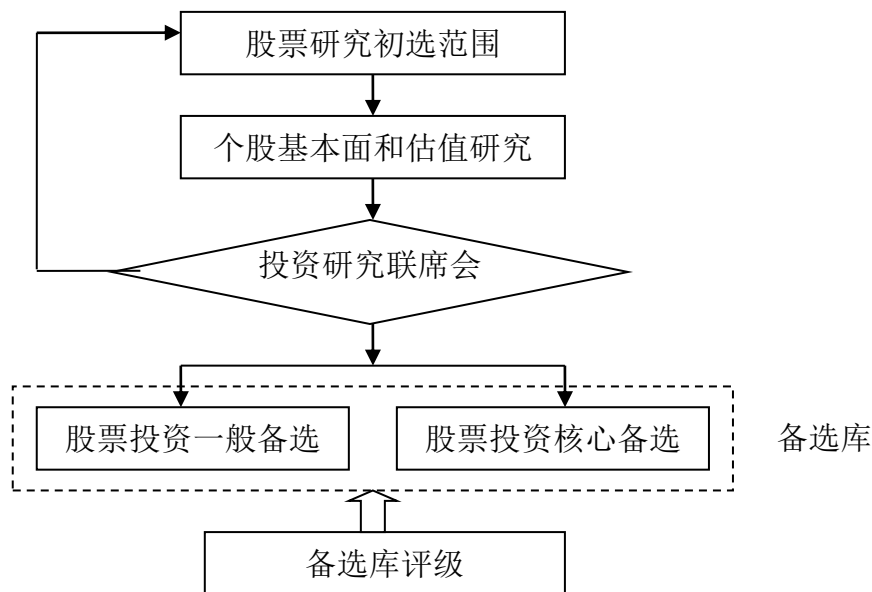 股票研究初选范围
个股基本面和估值研究
投资研究联席会
股票投资一般备选
股票投资核心备选
备选库
备选库评级